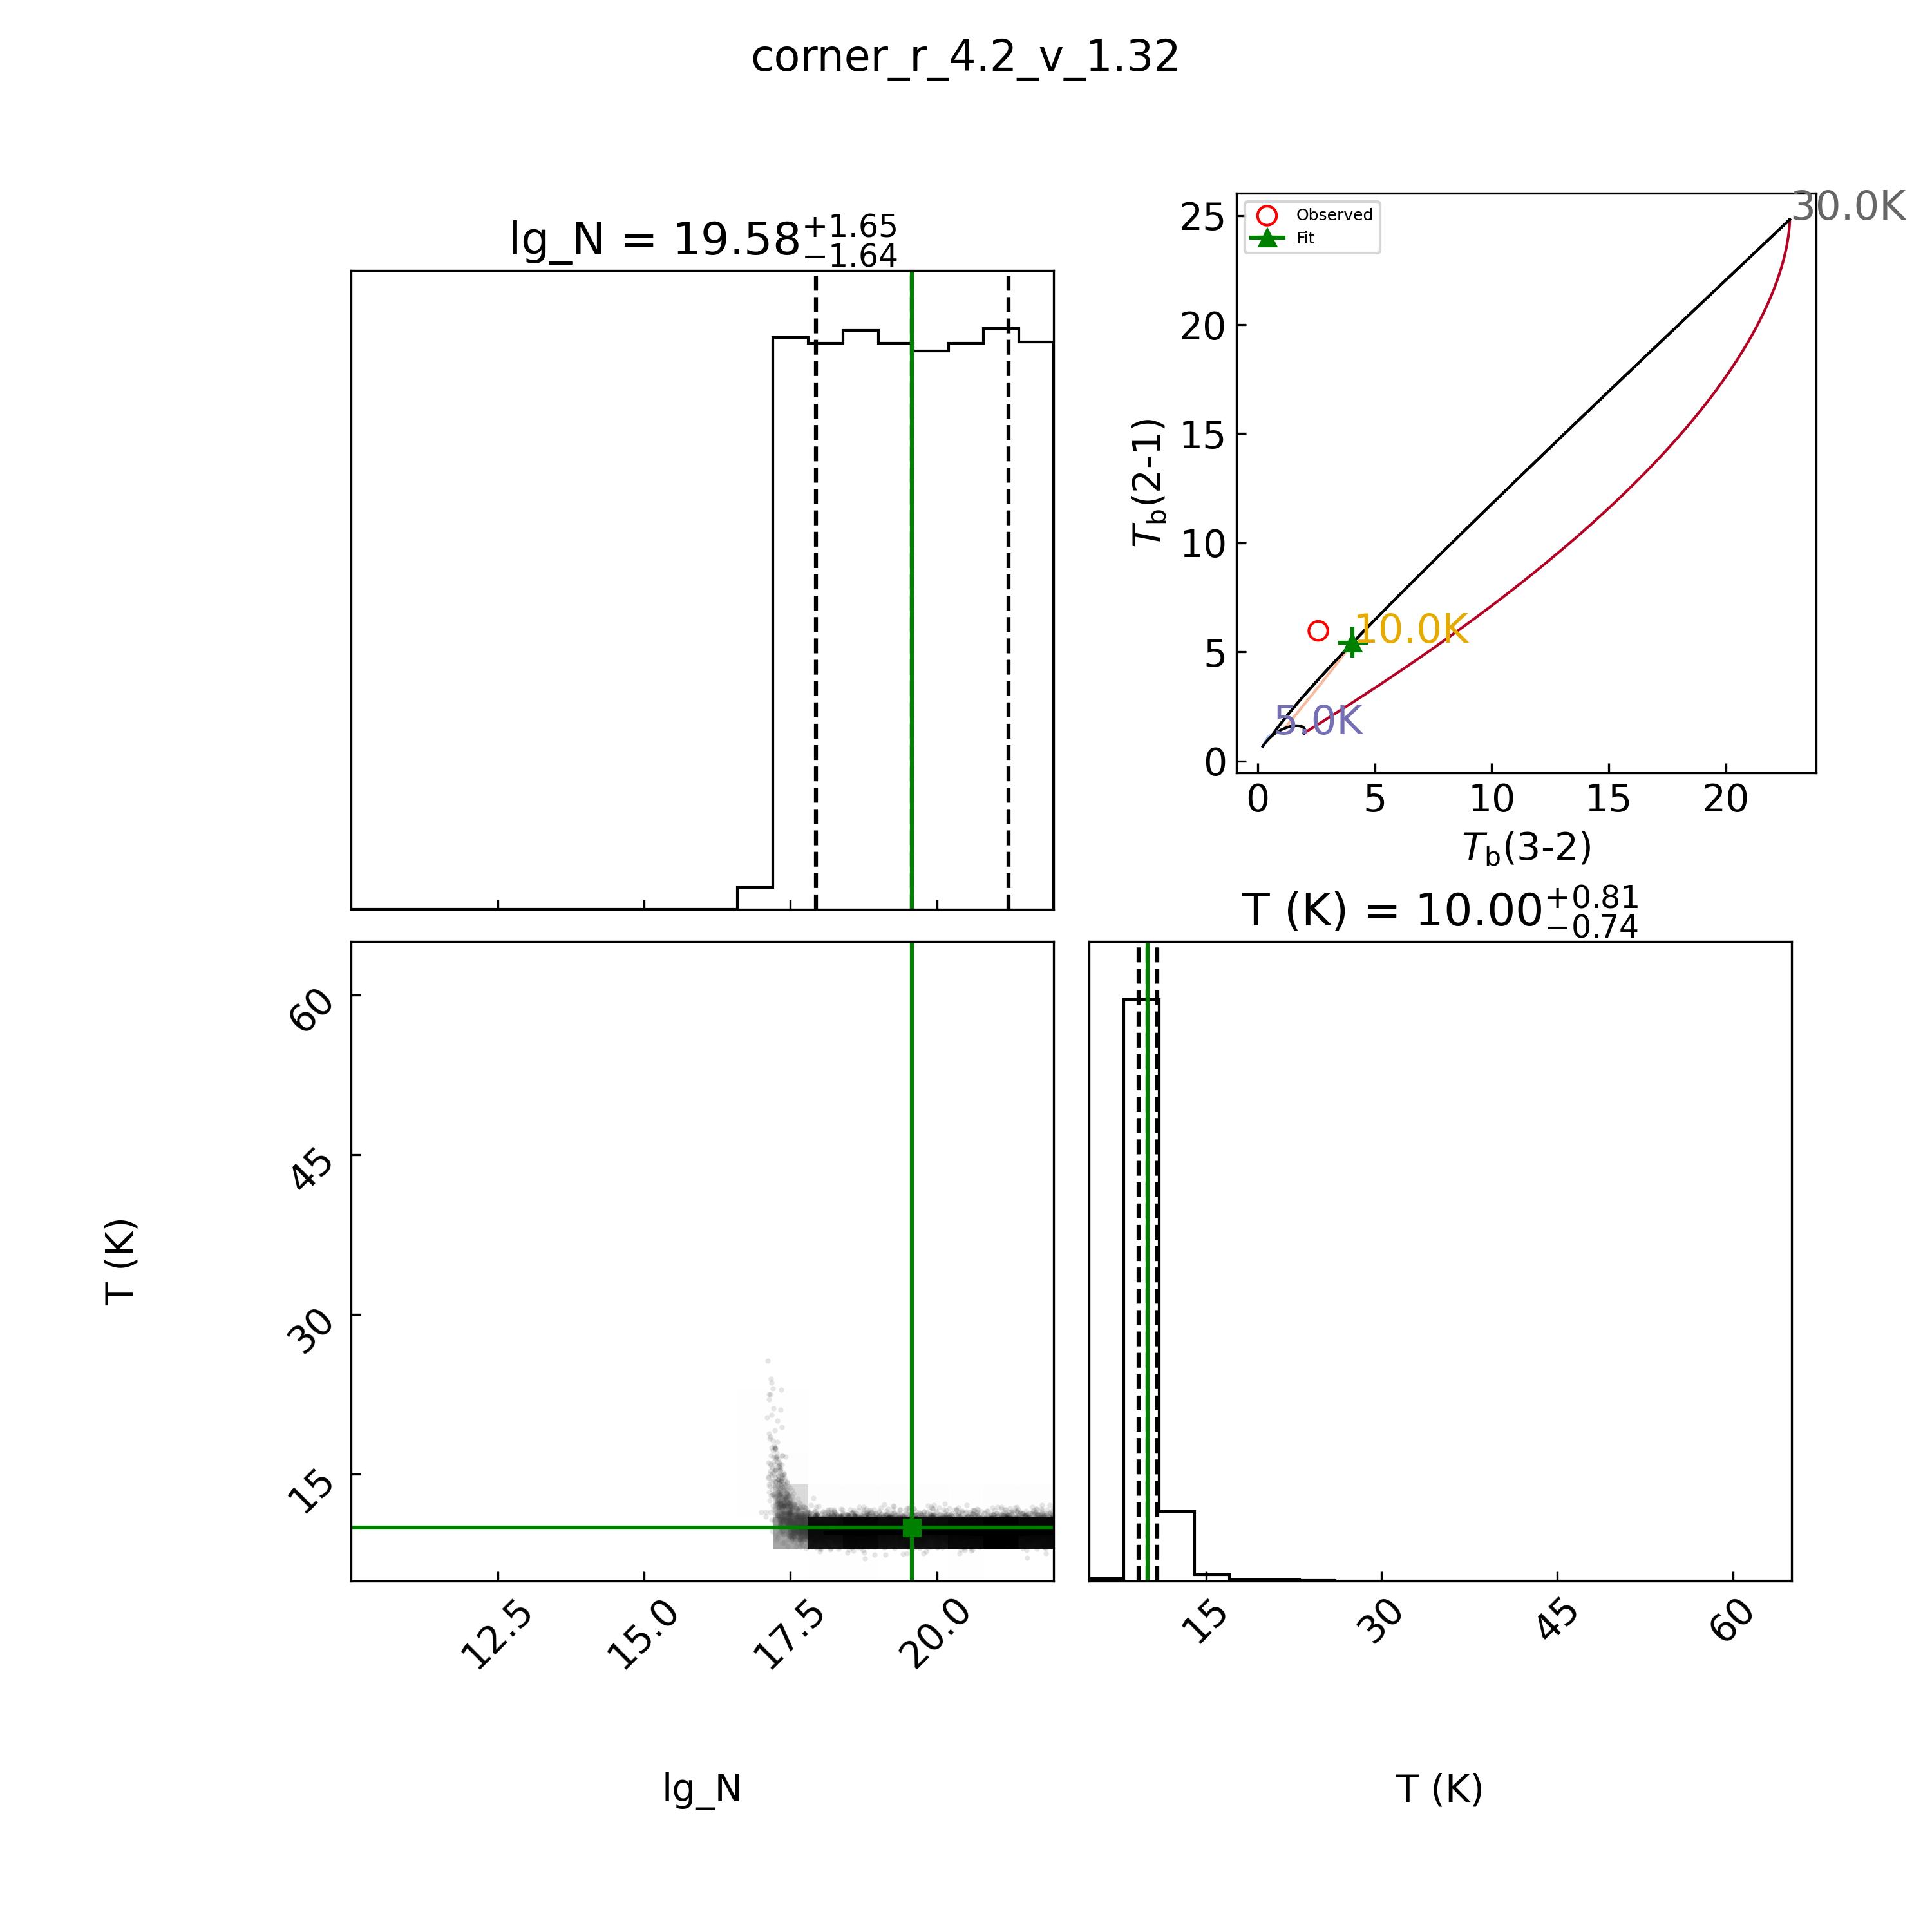 corner_r_4.2_v_1.32
lg_N = 19.58+1.65 −1.64
25
20
15
10
5
0
Tb(2-1)
Observed
Fit
30.0K
10.0K
5.0K
0 5 10 15 20
Tb(3-2)
T (K) = 10.00+0.81 −0.74
60
45
30
15
T (K)
12.5 15.0 17.5 20.0
lg_N
15 30 45 60
T (K)